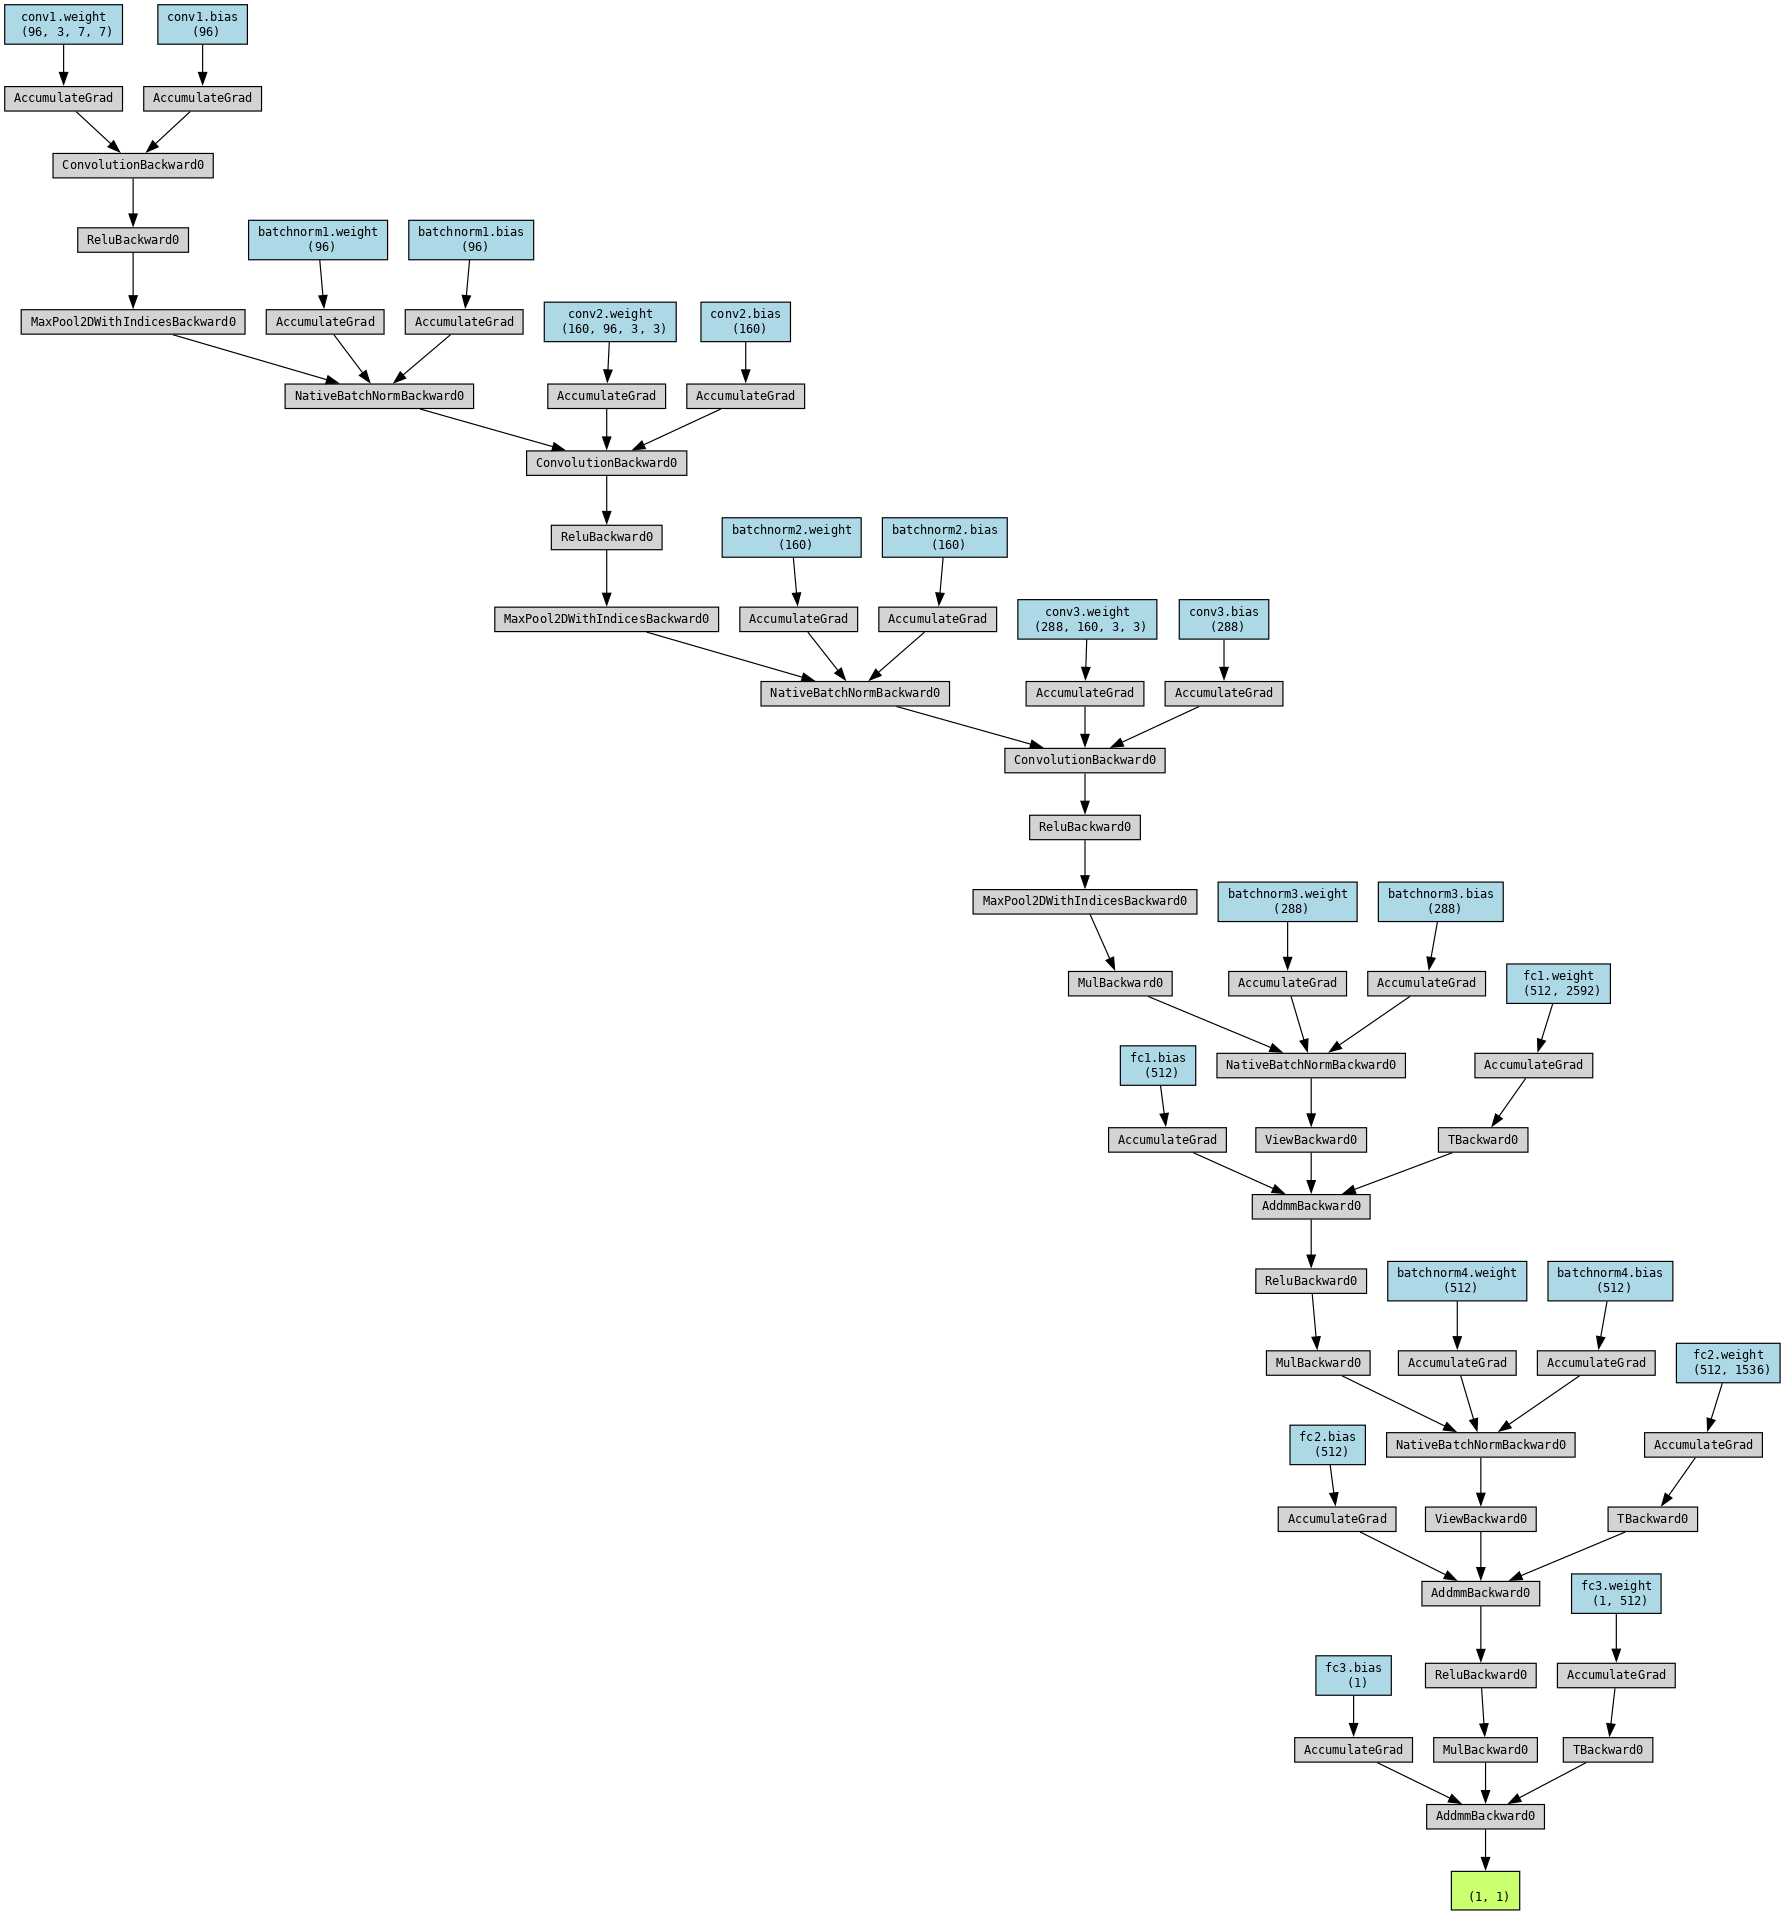 conv1.weight
(96, 3, 7, 7)
conv1.bias
(96)
AccumulateGrad
AccumulateGrad
ConvolutionBackward0
ReluBackward0
batchnorm1.weight
(96)
batchnorm1.bias
(96)
MaxPool2DWithIndicesBackward0
AccumulateGrad
AccumulateGrad
conv2.weight
(160, 96, 3, 3)
conv2.bias
(160)
NativeBatchNormBackward0
AccumulateGrad
AccumulateGrad
ConvolutionBackward0
ReluBackward0
batchnorm2.weight
(160)
batchnorm2.bias
(160)
MaxPool2DWithIndicesBackward0
AccumulateGrad
AccumulateGrad
conv3.weight
(288, 160, 3, 3)
conv3.bias
(288)
NativeBatchNormBackward0
AccumulateGrad
AccumulateGrad
ConvolutionBackward0
ReluBackward0
MaxPool2DWithIndicesBackward0
batchnorm3.weight
(288)
batchnorm3.bias
(288)
MulBackward0
AccumulateGrad
AccumulateGrad
fc1.weight
(512, 2592)
fc1.bias
(512)
NativeBatchNormBackward0
AccumulateGrad
AccumulateGrad
ViewBackward0
TBackward0
AddmmBackward0
ReluBackward0
batchnorm4.weight
(512)
batchnorm4.bias
(512)
MulBackward0
AccumulateGrad
AccumulateGrad
fc2.weight
(512, 1536)
fc2.bias
(512)
NativeBatchNormBackward0
AccumulateGrad
AccumulateGrad
ViewBackward0
TBackward0
AddmmBackward0
fc3.weight
(1, 512)
fc3.bias
(1)
ReluBackward0
AccumulateGrad
AccumulateGrad
MulBackward0
TBackward0
AddmmBackward0
(1, 1)